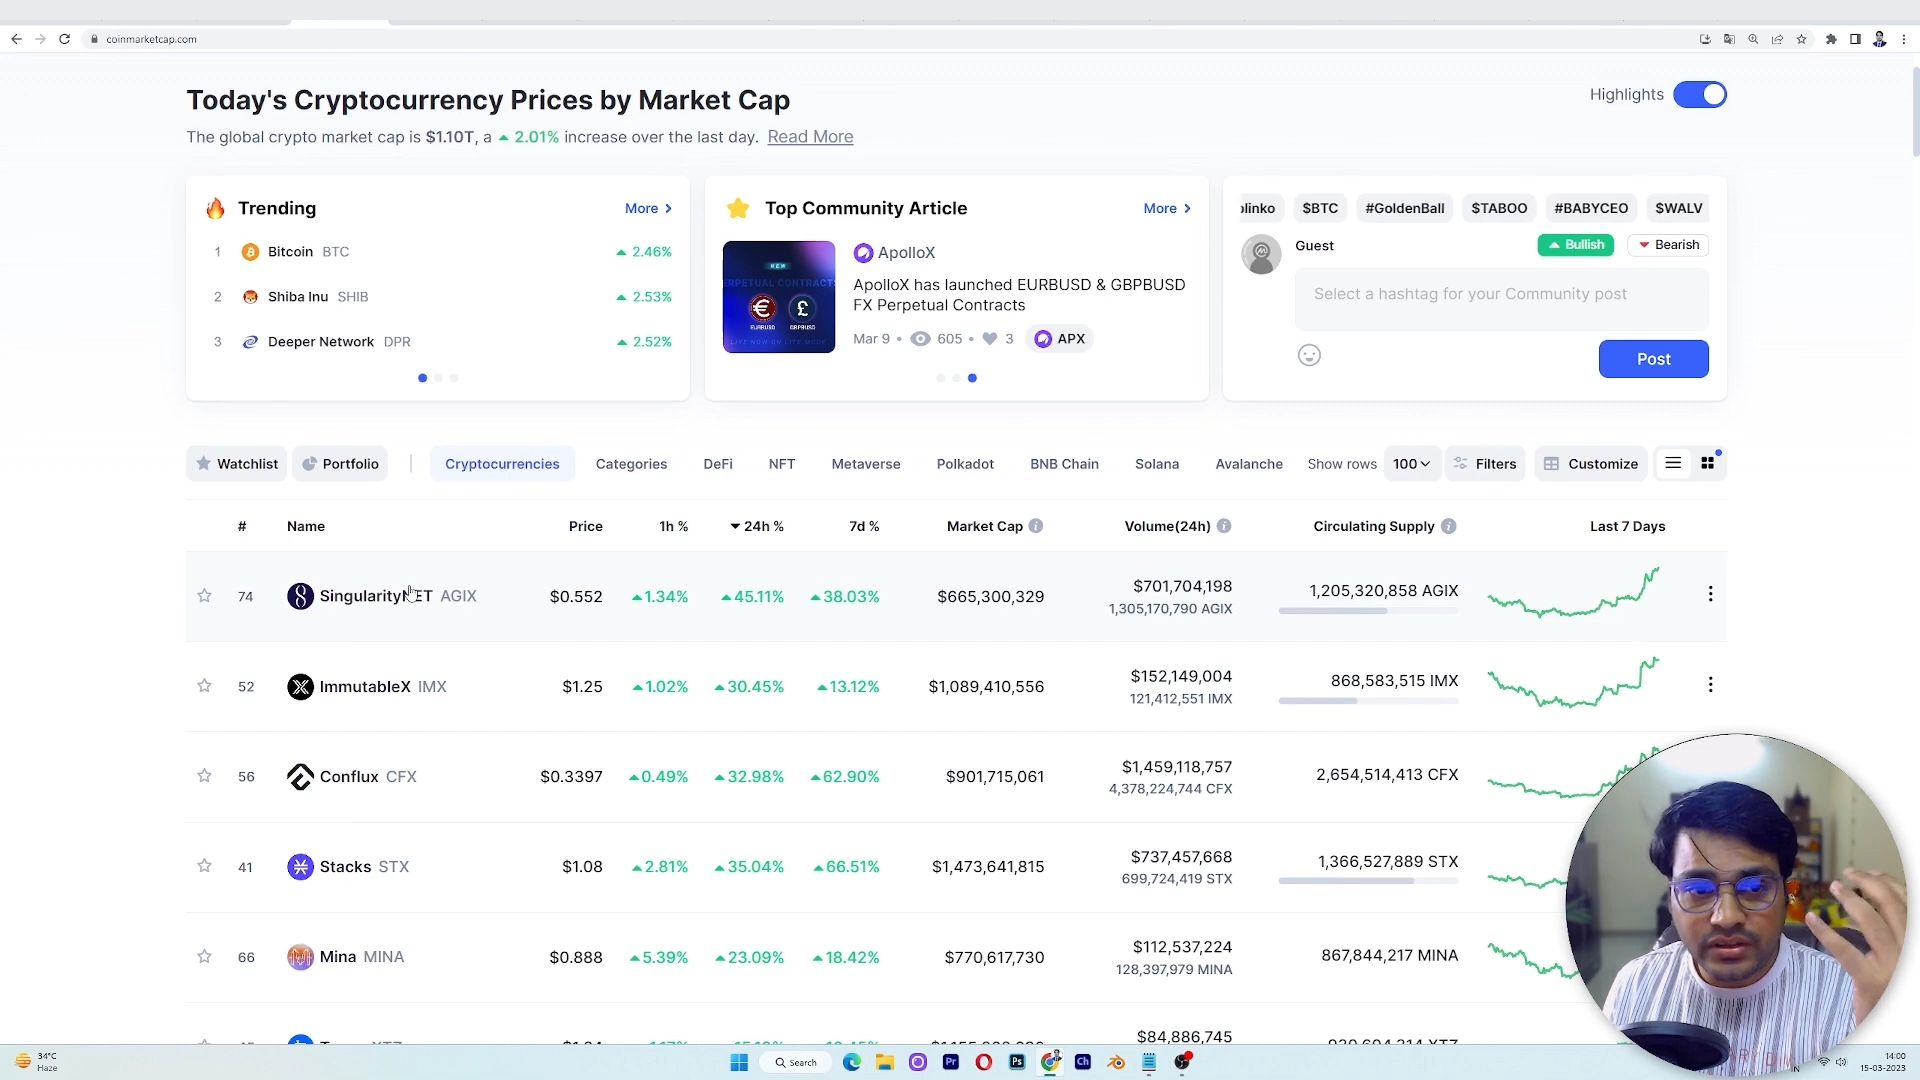 coinmarketcap.com
Today's Cryptocurrency Prices by Market Cap
Highlights
The global crypto market cap is $1.10T, a 2.01% increase over the last day. Read More
Trending
More
1 Bitcoin BTC 2.46%
2 Shiba Inu SHIB 2.53%
3 Deeper Network DPR 2.52%
Top Community Article
More
NEW
PERPETUAL CONTRACTS
EURBUSD GBPBUSD
ApolloX
ApolloX has launched EURBUSD & GBPBUSD
FX Perpetual Contracts
Mar 9 • 605 • 3 APX
olinko $BTC #GoldenBall $TABOO #BABYCEO $WALV
Guest
Bullish
Bearish
Select a hashtag for your Community post
Post
Watchlist Portfolio Cryptocurrencies Categories DeFi NFT Metaverse Polkadot BNB Chain Solana Avalanche Show rows 100 Filters Customize
# Name Price 1h % 24h % 7d % Market Cap Volume(24h) Circulating Supply Last 7 Days
74 SingularityNET AGIX $0.552 1.34% 45.11% 38.03% $665,300,329 $701,704,198 1,205,320,858 AGIX
1,305,170,790 AGIX
52 ImmutableX IMX $1.25 1.02% 30.45% 13.12% $1,089,410,556 $152,149,004 868,583,515 IMX
121,412,551 IMX
56 Conflux CFX $0.3397 0.49% 32.98% 62.90% $901,715,061 $1,459,118,757 2,654,514,413 CFX
4,378,224,744 CFX
41 Stacks STX $1.08 2.81% 35.04% 66.51% $1,473,641,815 $737,457,668 1,366,527,889 STX
699,724,419 STX
66 Mina MINA $0.888 5.39% 23.09% 18.42% $770,617,730 $112,537,224 867,844,217 MINA
128,397,979 MINA
$84,886,745
34°C
Haze
Search
Pr
Ps
Ch
IN
14:00
15-03-2023